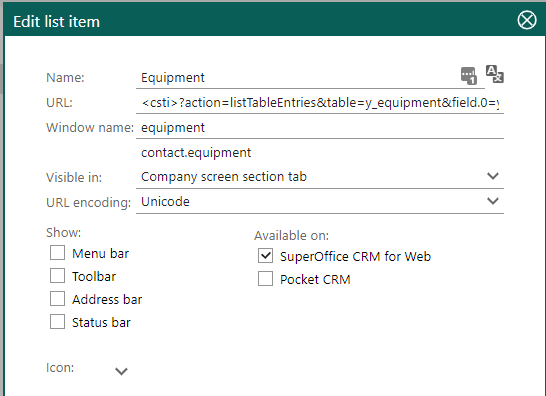 Edit list item
Name: Equipment
URL: <csti>?action=listTableEntries&table=y_equipment&field.0=y
Window name: equipment
contact.equipment
Visible in: Company screen section tab
URL encoding: Unicode
Show:
Available on:
Menu bar
SuperOffice CRM for Web
Toolbar
Pocket CRM
Address bar
Status bar
Icon: